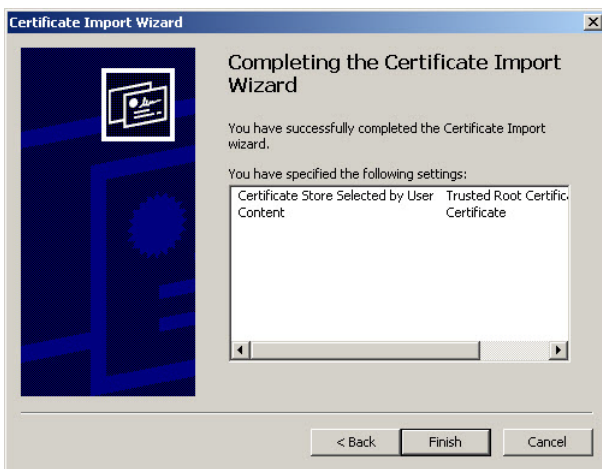 Certificate Import Wizard
Completing the Certificate Import
Wizard
You have successfully completed the Certificate Import
wizard.
You have specified the following settings:
Certificate Store Selected by User Trusted Root Certific
Content Certificate
< Back Finish Cancel